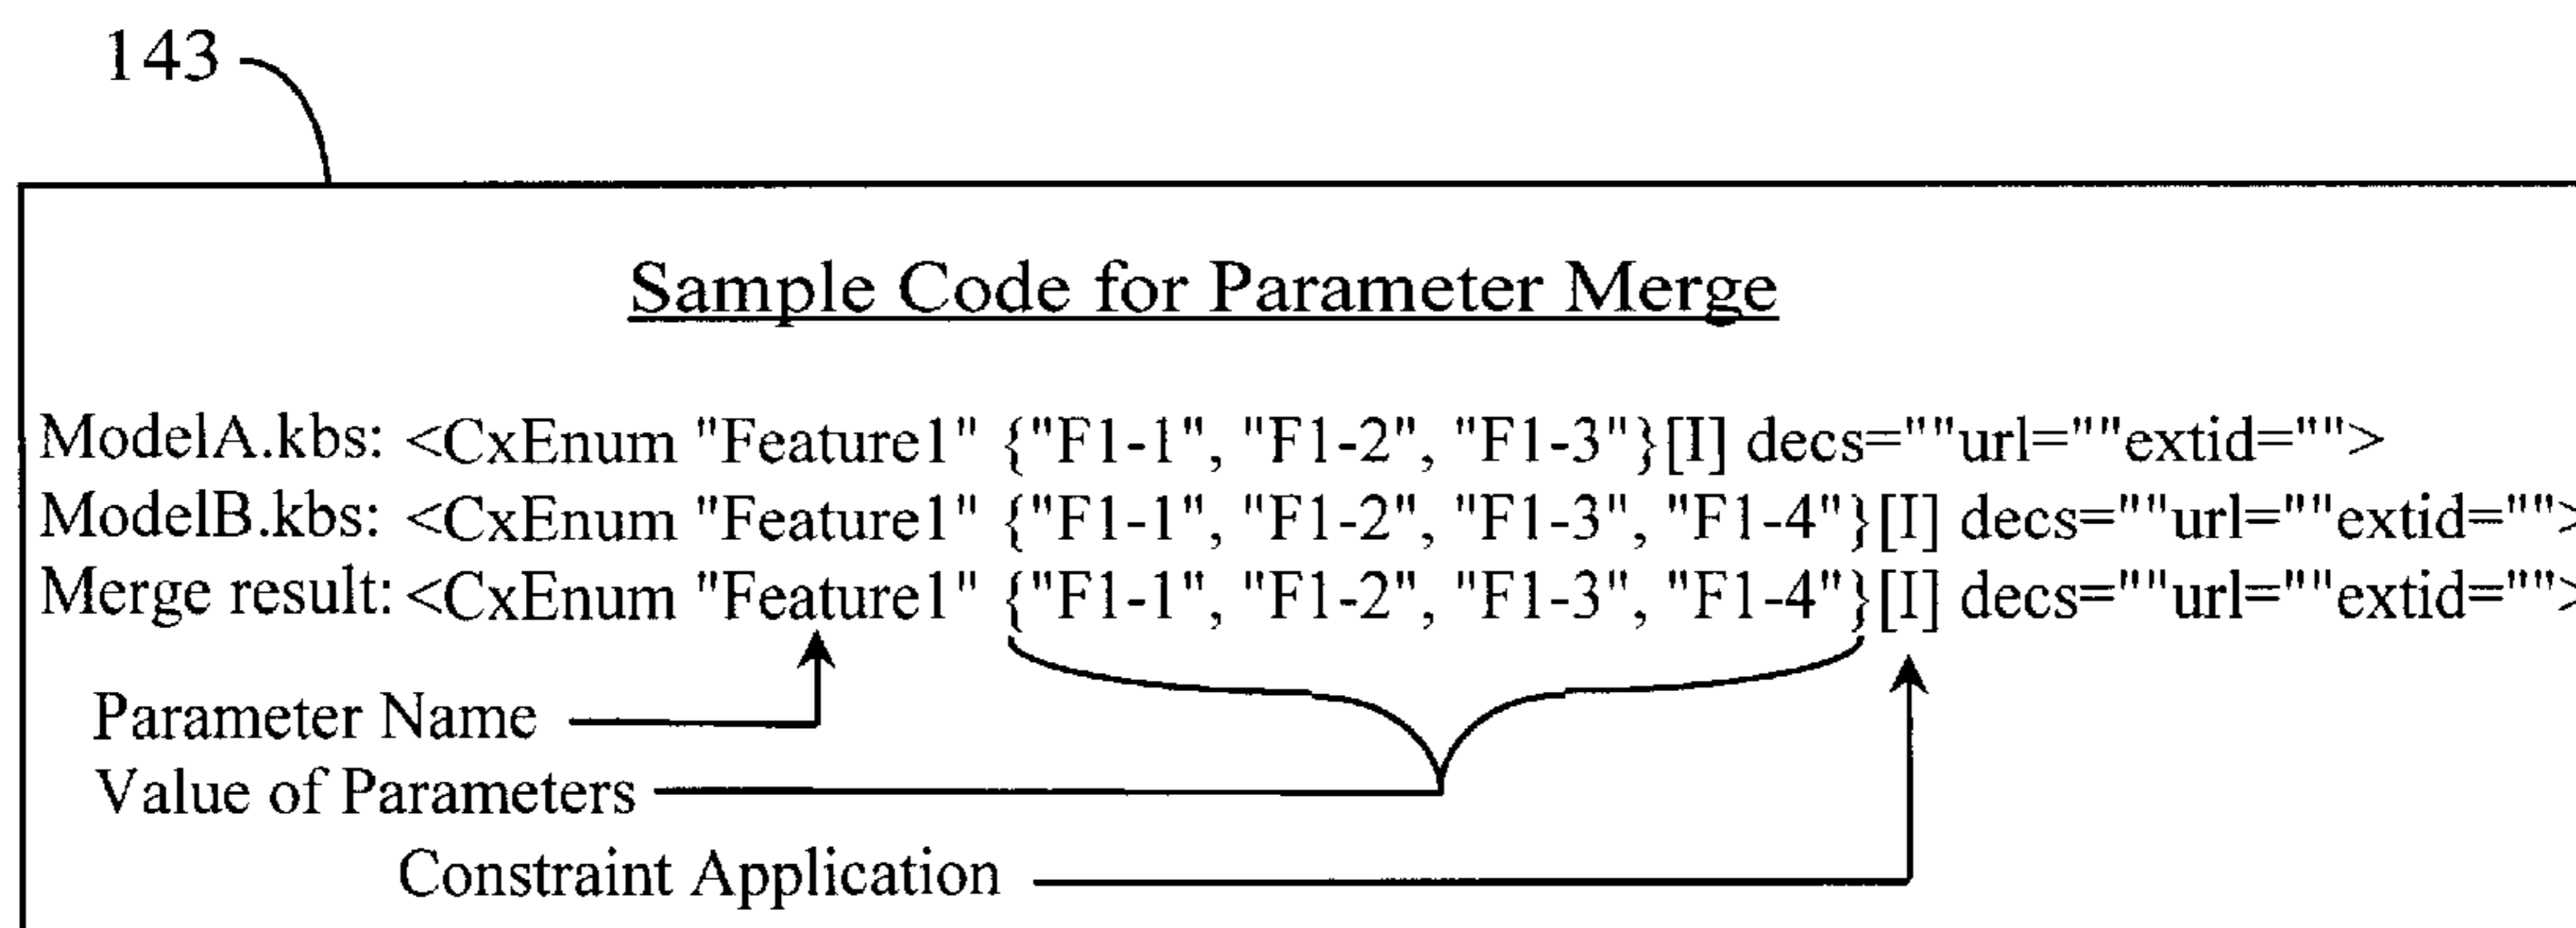 143
Sample Code for Parameter Merge
ModelA.kbs: <CxEnum "Feature1" {"F1-1", "F1-2", "F1-3"}[I] decs=""url=""extid="">
ModelB.kbs: <CxEnum "Feature1" {"F1-1", "F1-2", "F1-3", "F1-4"}[I] decs=""url=""extid="">
Merge result: <CxEnum "Feature1" {"F1-1", "F1-2", "F1-3", "F1-4"}[I] decs=""url=""extid="">
Parameter Name
Value of Parameters
Constraint Application